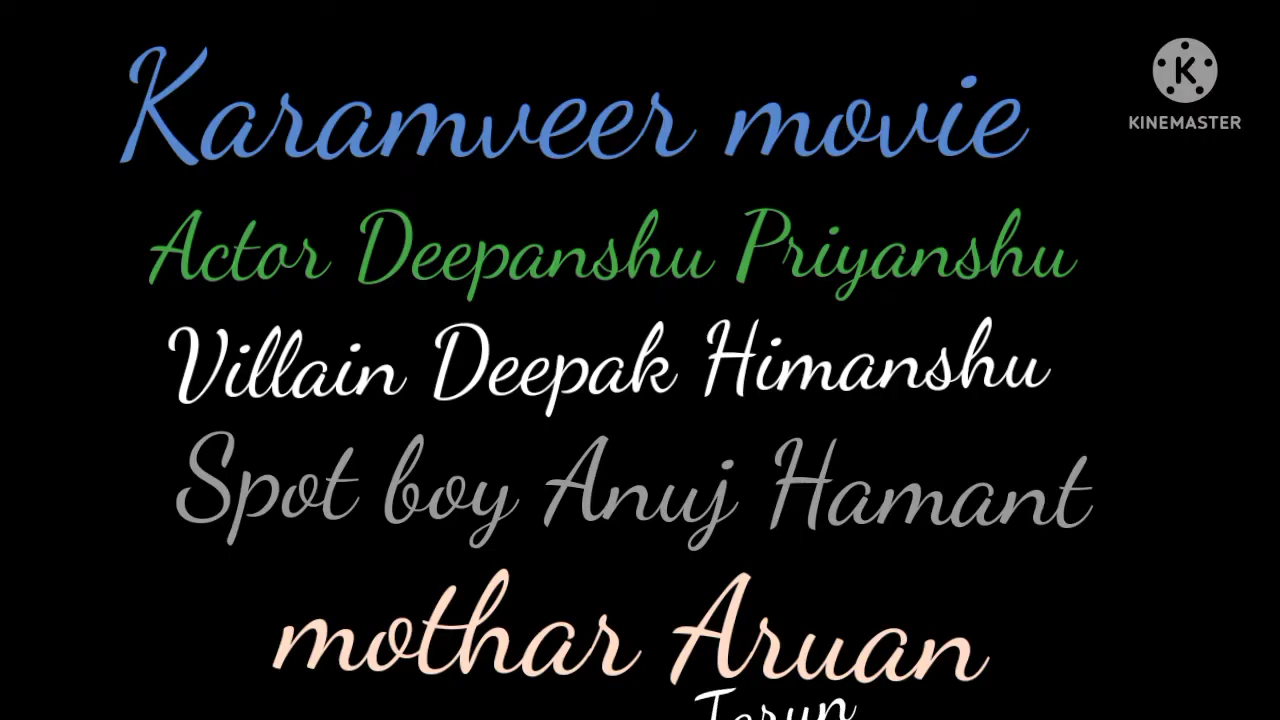 Karamveer movie
KINEMASTER
Actor Deepanshu Priyanshu
Villain Deepak Himanshu
Spot boy Anuj Hamant
mothar Aruan